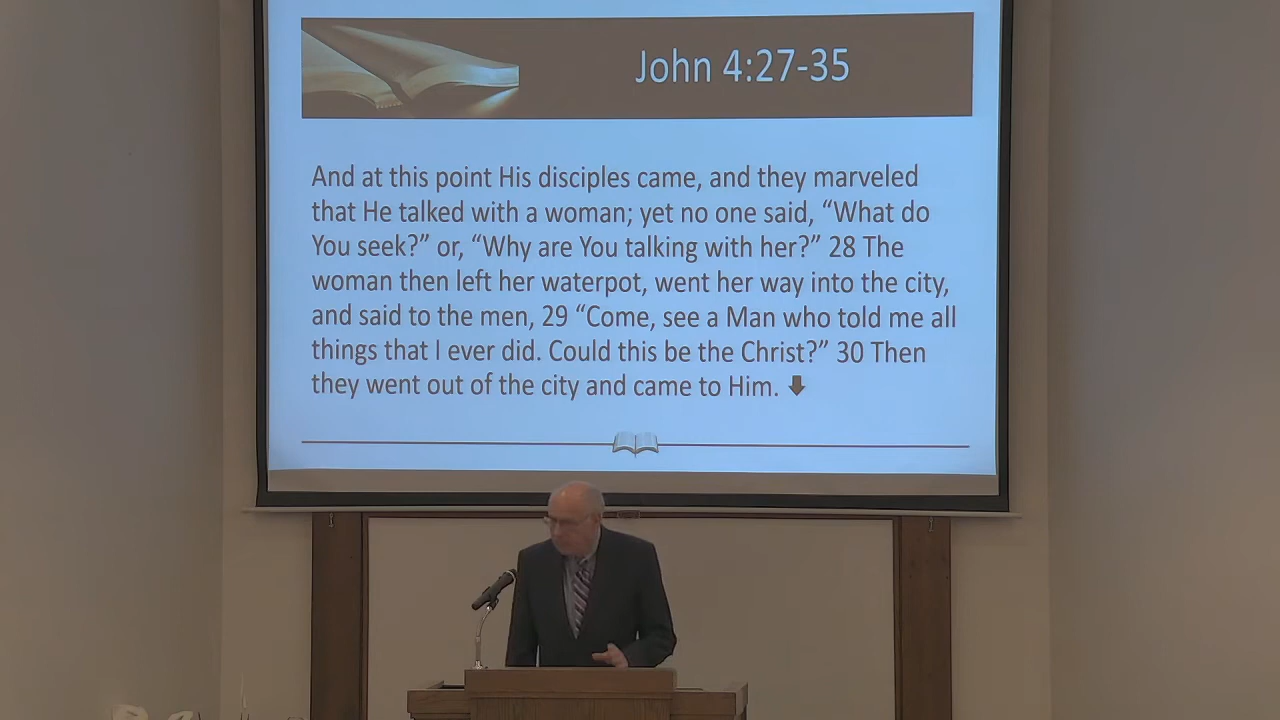 John 4:27-35
And at this point His disciples came, and they marveled
that He talked with a woman; yet no one said, “What do
You seek?” or, “Why are You talking with her?” 28 The
woman then left her waterpot, went her way into the city,
and said to the men, 29 “Come, see a Man who told me all
things that I ever did. Could this be the Christ?” 30 Then
they went out of the city and came to Him.